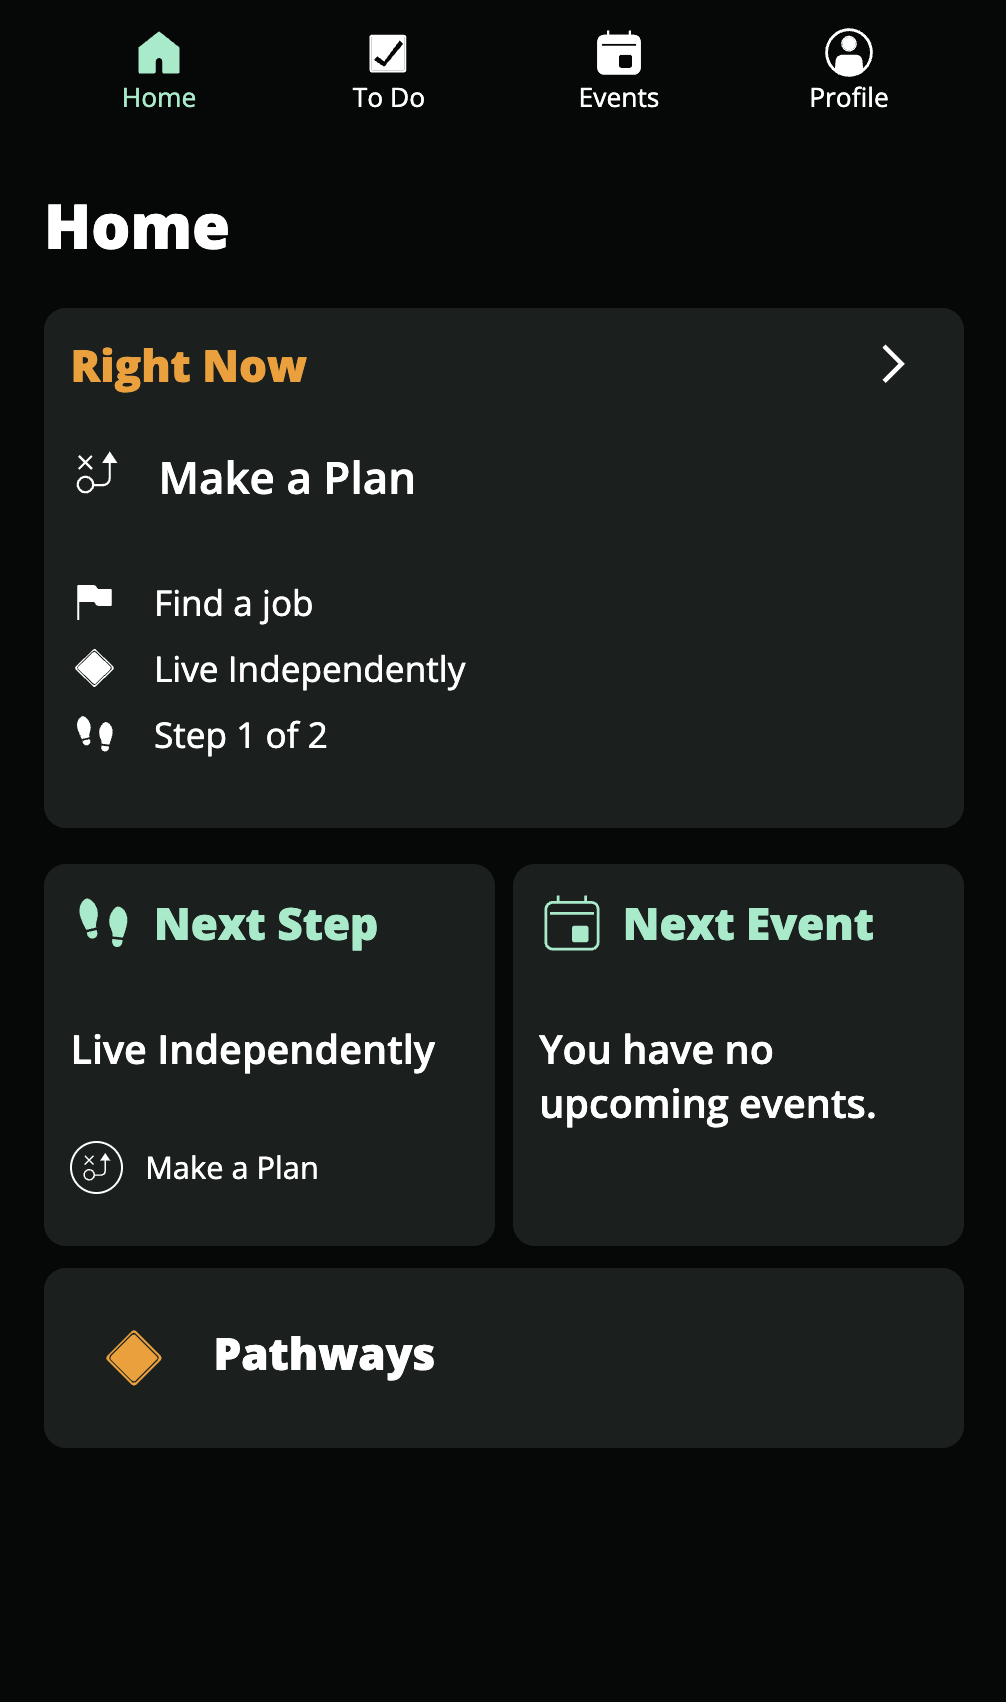 Home
To Do
Events
Profile
Home
Right Now
Make a Plan
Find a job
Live Independently
Step 1 of 2
Next Step
Live Independently
Make a Plan
Next Event
You have no
upcoming events.
Pathways